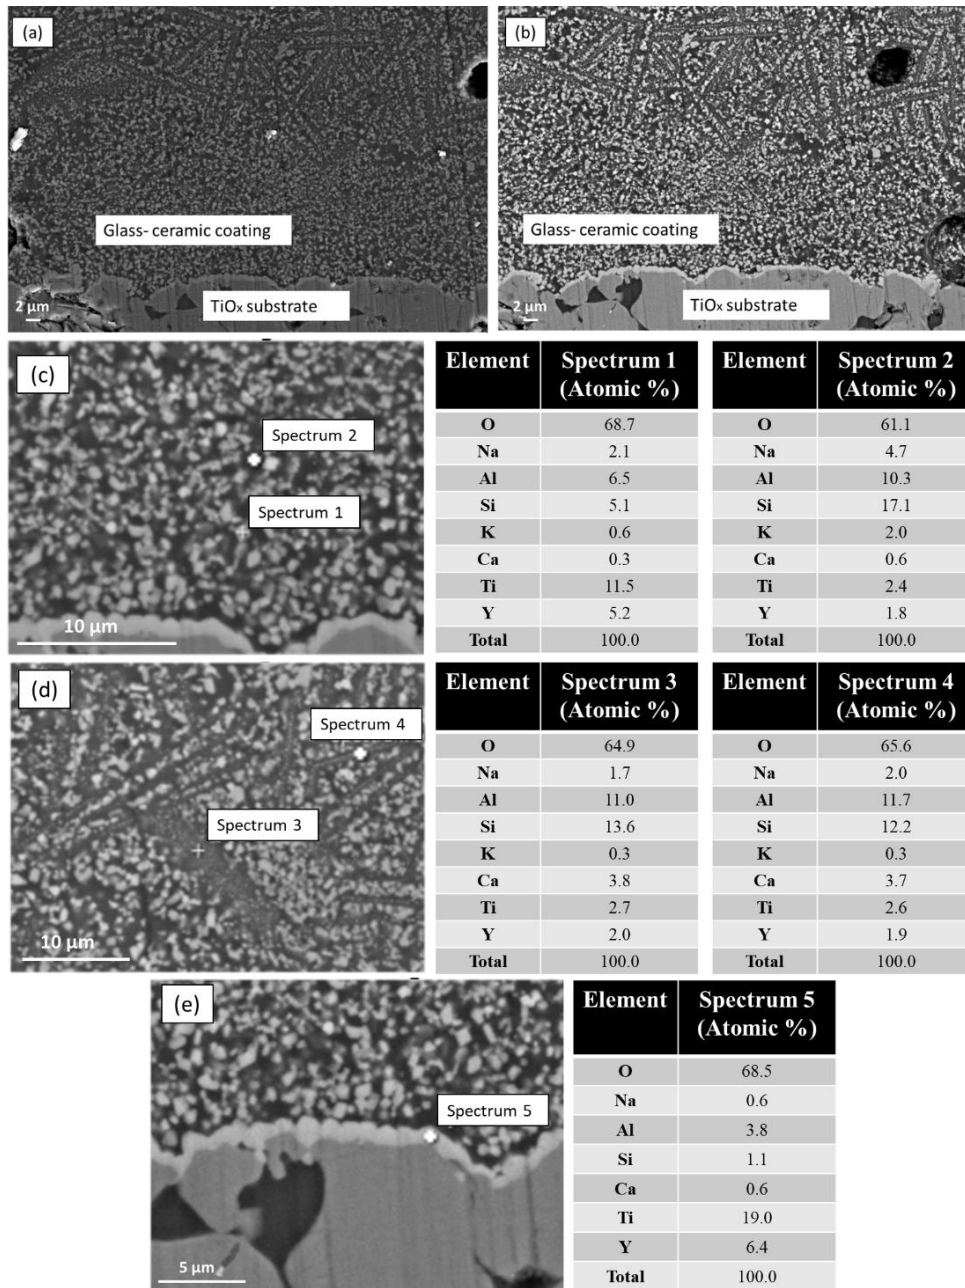 (a)
(b)
Glass- ceramic coating
Glass- ceramic coating
TiOx substrate
TiOx substrate
2 µm
2 µm
(c)
Spectrum 2
Spectrum 1
10 µm
Element Spectrum 1 (Atomic %)
O 68.7
Na 2.1
Al 6.5
Si 5.1
K 0.6
Ca 0.3
Ti 11.5
Y 5.2
Total 100.0
Element Spectrum 2 (Atomic %)
O 61.1
Na 4.7
Al 10.3
Si 17.1
K 2.0
Ca 0.6
Ti 2.4
Y 1.8
Total 100.0
(d)
Spectrum 4
Spectrum 3
10 µm
Element Spectrum 3 (Atomic %)
O 64.9
Na 1.7
Al 11.0
Si 13.6
K 0.3
Ca 3.8
Ti 2.7
Y 2.0
Total 100.0
Element Spectrum 4 (Atomic %)
O 65.6
Na 2.0
Al 11.7
Si 12.2
K 0.3
Ca 3.7
Ti 2.6
Y 1.9
Total 100.0
(e)
Spectrum 5
5 µm
Element Spectrum 5 (Atomic %)
O 68.5
Na 0.6
Al 3.8
Si 1.1
Ca 0.6
Ti 19.0
Y 6.4
Total 100.0